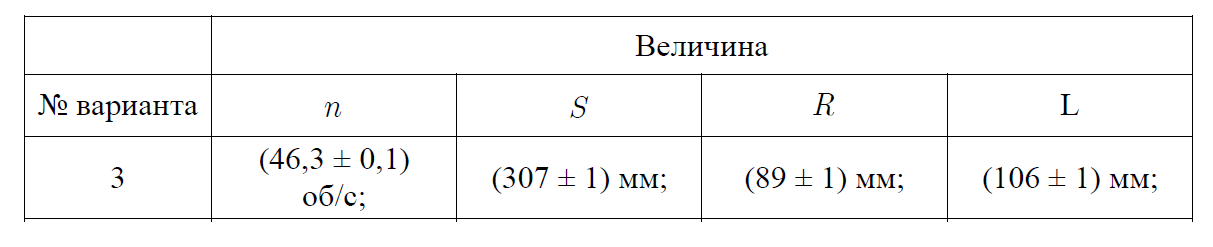 Величина
№ варианта n S R L
3 (46,3 ± 0,1) об/с; (307 ± 1) мм; (89 ± 1) мм; (106 ± 1) мм;